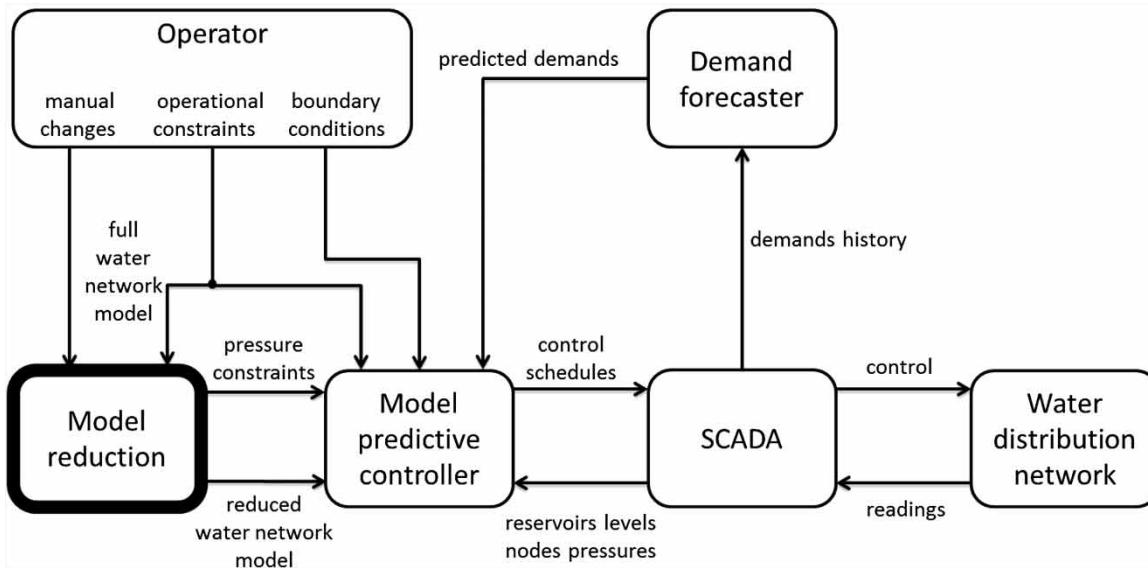 Operator
manual
changes
operational
constraints
boundary
conditions
predicted demands
Demand
forecaster
full
water
network
model
demands history
pressure
constraints
control
schedules
control
Model
reduction
Model
predictive
controller
SCADA
Water
distribution
network
reduced
water network
model
reservoirs levels
nodes pressures
readings